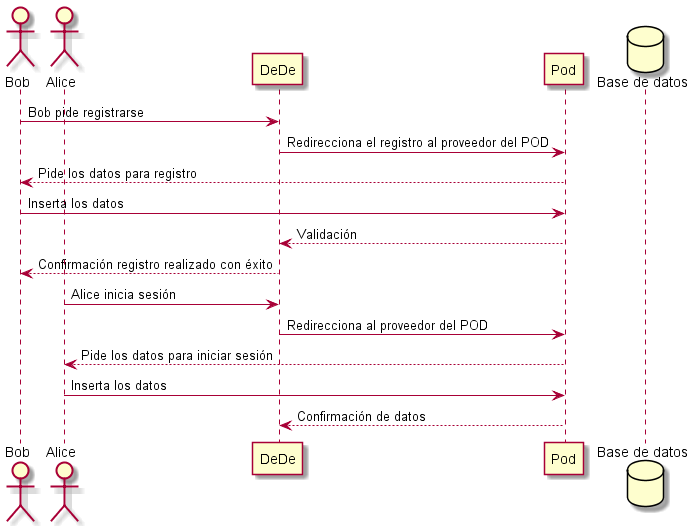 Bob
Alice
DeDe
Pod
Base de datos
Bob pide registrarse
Redirecciona el registro al proveedor del POD
Pide los datos para registro
Inserta los datos
Validación
Confirmación registro realizado con éxito
Alice inicia sesión
Redirecciona al proveedor del POD
Pide los datos para iniciar sesión
Inserta los datos
Confirmación de datos
Bob
Alice
DeDe
Pod
Base de datos